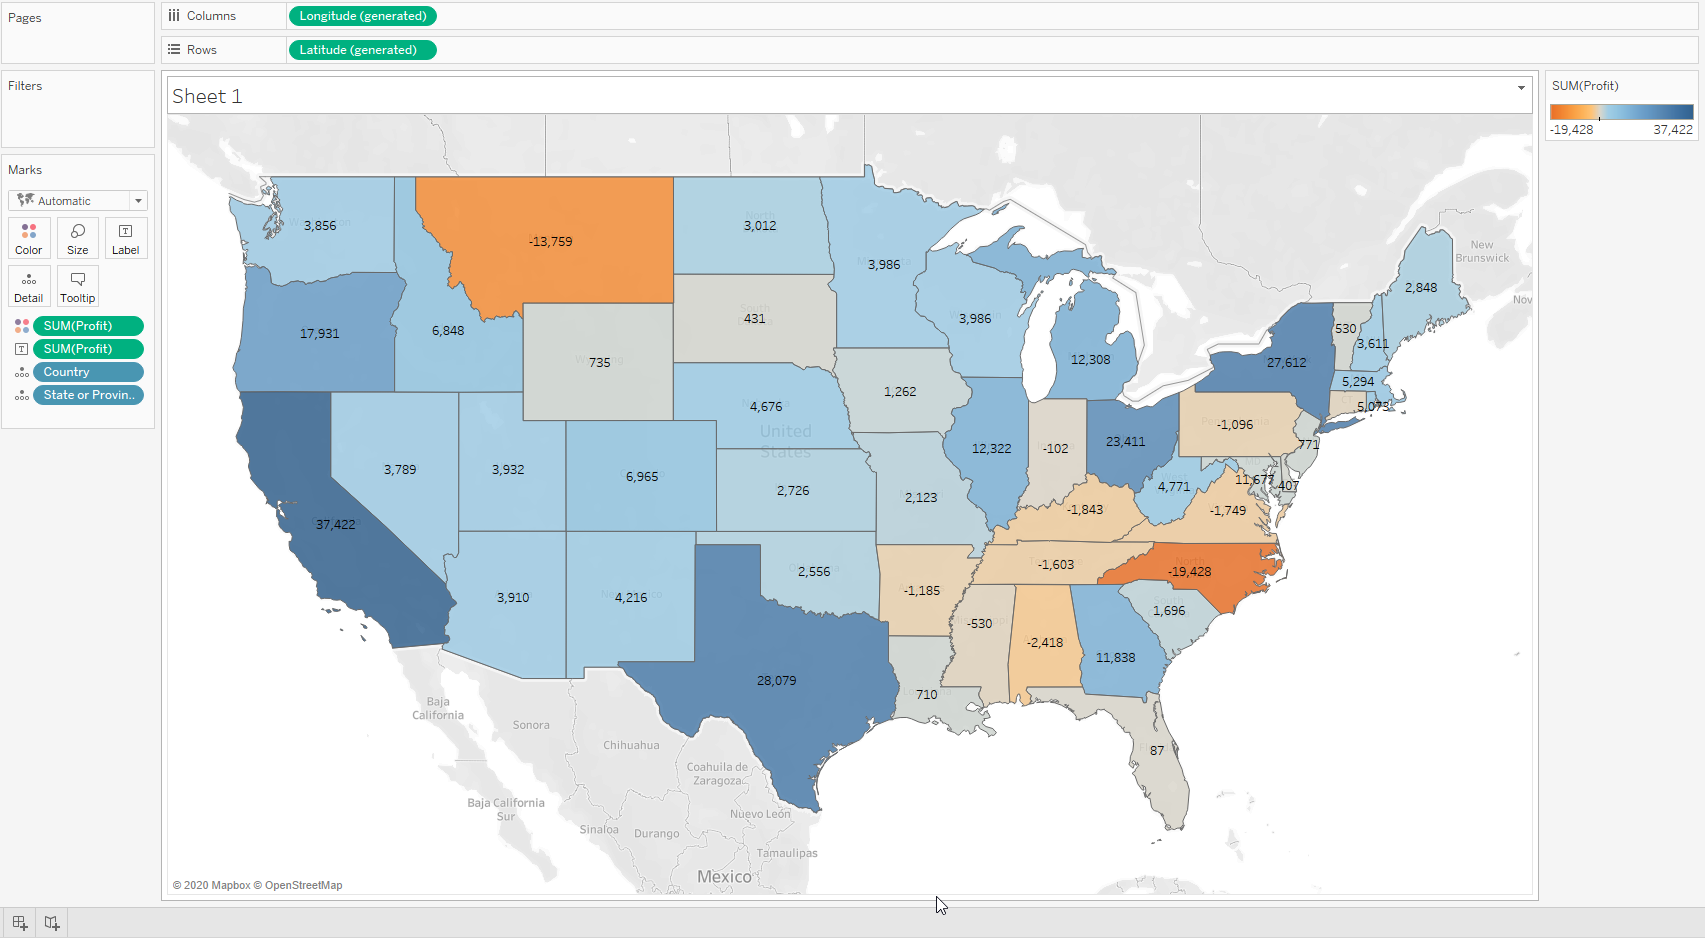 Pages
Columns
Longitude (generated)
Rows
Latitude (generated)
Filters
Marks
Automatic
Color
Size
Label
Detail
Tooltip
SUM(Profit)
SUM(Profit)
Country
State or Provin..
Sheet 1
SUM(Profit)
-19,428
37,422
3,856
-13,759
3,012
3,986
2,848
New
Brunswick
Nov
17,931
6,848
431
3,986
530
3,611
735
12,308
27,612
5,294
1,262
4,676
5,073
United
States
-1,096
23,411
771
3,789
3,932
6,965
12,322
-102
2,726
2,123
4,771
11,677
407
37,422
-1,843
-1,749
2,556
-1,603
-19,428
3,910
4,216
-1,185
-530
1,696
-2,418
11,838
28,079
710
87
Baja
California
Sonora
Chihuahua
Coahuila de
Zaragoza
Baja California
Sur
Nuevo León
Sinaloa
Durango
Tamaulipas
Mexico
© 2020 Mapbox © OpenStreetMap